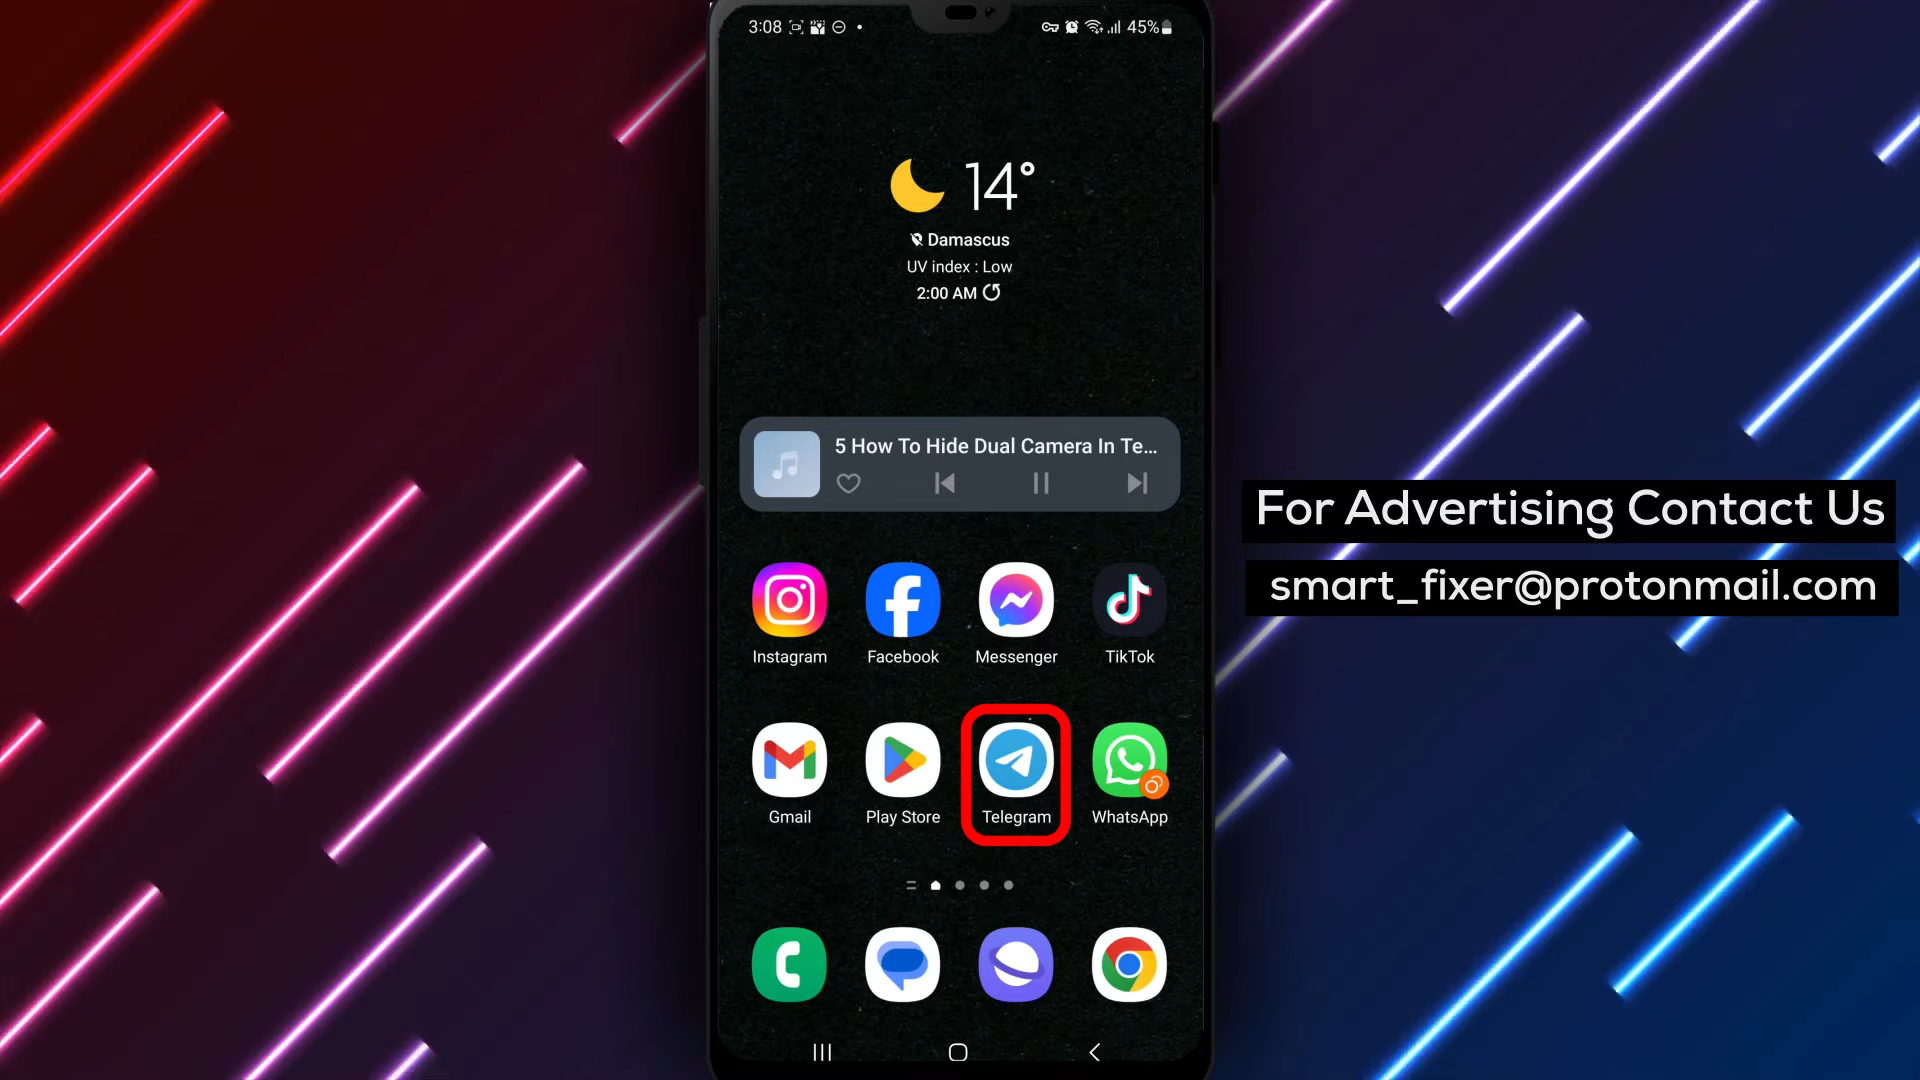 3:08
45%
14°
Damascus
UV index : Low
2:00 AM
5 How To Hide Dual Camera In Te...
For Advertising Contact Us
smart_fixer@protonmail.com
Instagram
Facebook
Messenger
TikTok
Gmail
Play Store
Telegram
WhatsApp